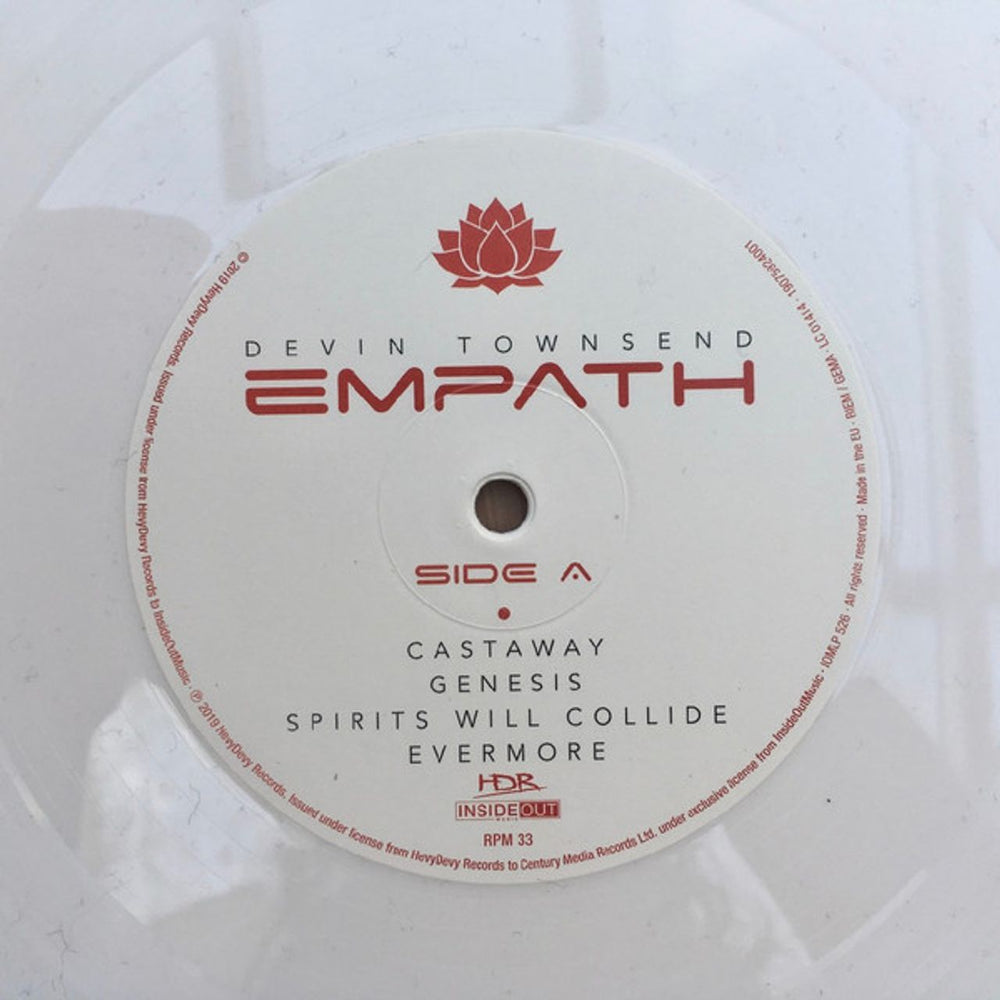 DEVIN TOWNSEND
EMPATH
SIDE A
CASTAWAY
GENESIS
SPIRITS WILL COLLIDE
EVERMORE
HDR
INSIDEOUT
MUSIC
RPM 33
© 2019 HevyDevy Records. Issued under license from HevyDevy Records to InsideOutMusic · ℗ 2019 HevyDevy Records. Issued under license from HevyDevy Records to Century Media Records Ltd. under exclusive license from InsideOutMusic · IOMLP 526 · All rights reserved · Made in the EU · BIEM / GEMA · LC 01414 · 19075924001